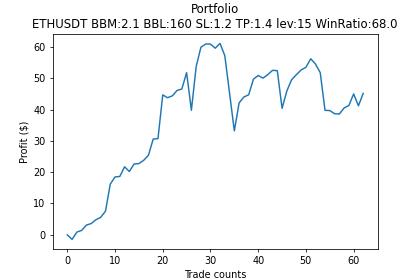 Portfolio
ETHUSDT BBM:2.1 BBL:160 SL:1.2 TP:1.4 lev:15 WinRatio:68.0
60
50
40
30
20
10
0
Profit ($)
0 10 20 30 40 50 60
Trade counts